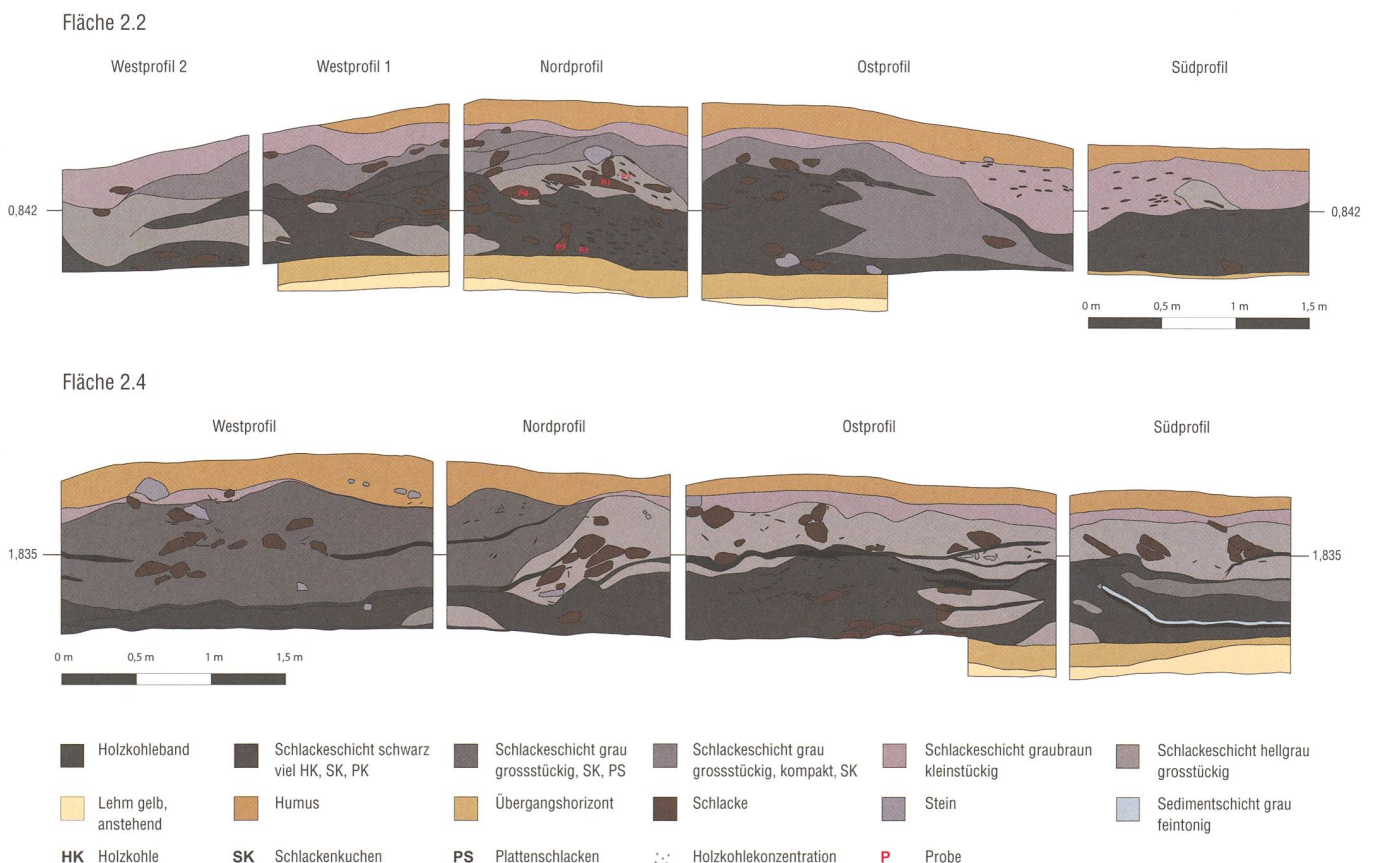 Fläche 2.2
Westprofil 2 Westprofil 1 Nordprofil Ostprofil Südprofil
P4
P5
0,842 0,842
0 m 0,5 m 1 m 1,5 m
Fläche 2.4
Westprofil Nordprofil Ostprofil Südprofil
1,835 1,835
0 m 0,5 m 1 m 1,5 m
Holzkohleband
Schlackeschicht schwarz
viel HK, SK, PK
Schlackeschicht grau
grossstückig, SK, PS
Schlackeschicht grau
grossstückig, kompakt, SK
Schlackeschicht graubraun
kleinstückig
Schlackeschicht hellgrau
grosstückig
Lehm gelb,
anstehend
Humus
Übergangshorizont
Schlacke
Stein
Sedimentschicht grau
feintonig
HK Holzkohle
SK Schlackenkuchen
PS Plattenschlacken
Holzkohlekonzentration
P Probe